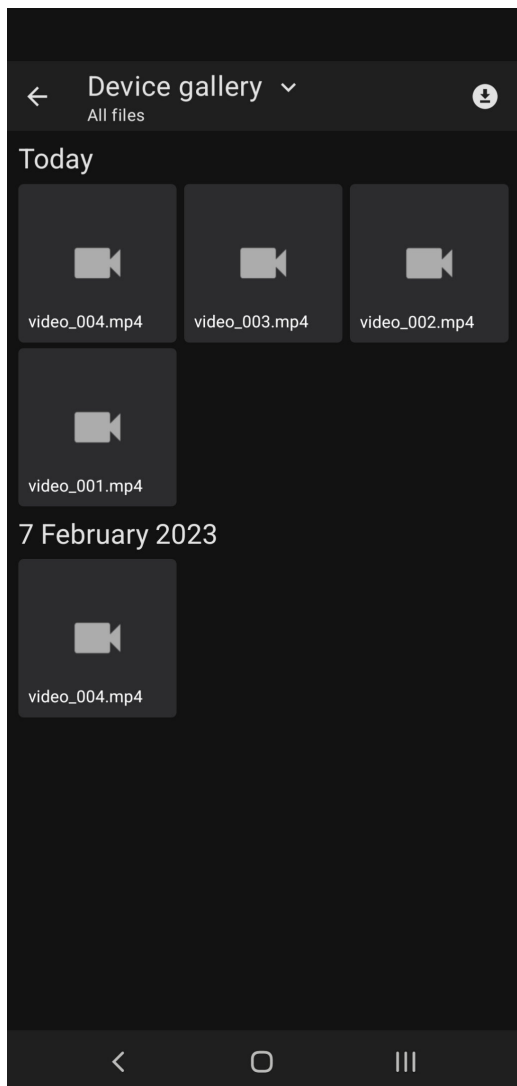 Device gallery
All files
Today
video_004.mp4
video_003.mp4
video_002.mp4
video_001.mp4
7 February 2023
video_004.mp4